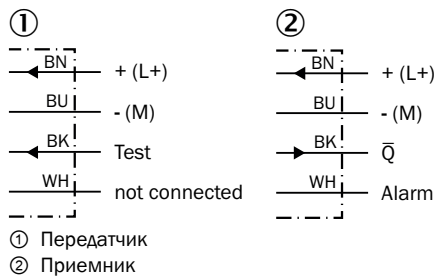 ① ②
BN + (L+) BN + (L+)
BU - (M) BU - (M)
BK Test BK Q̅
WH not connected WH Alarm
① Передатчик
② Приемник